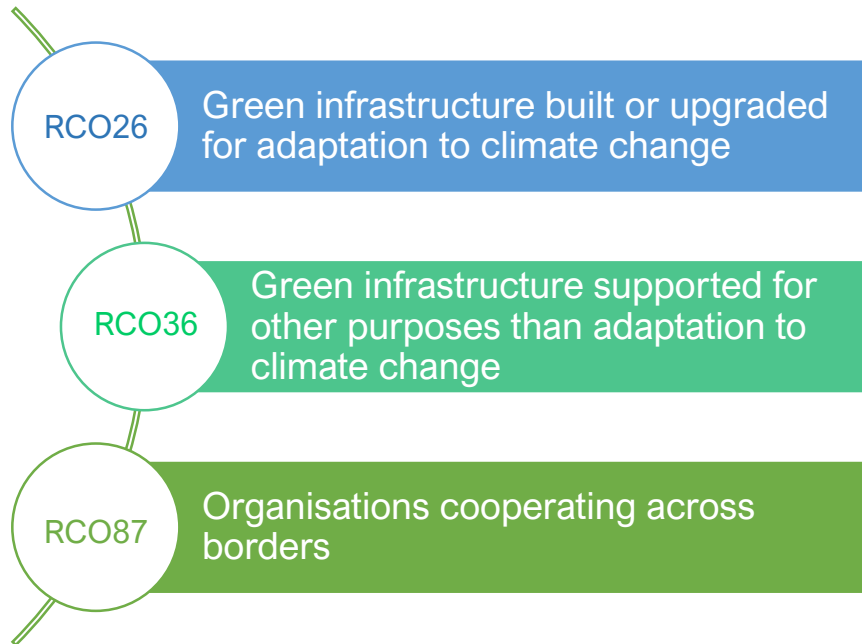 RCO26
Green infrastructure built or upgraded
for adaptation to climate change
RCO36
Green infrastructure supported for
other purposes than adaptation to
climate change
RCO87
Organisations cooperating across
borders